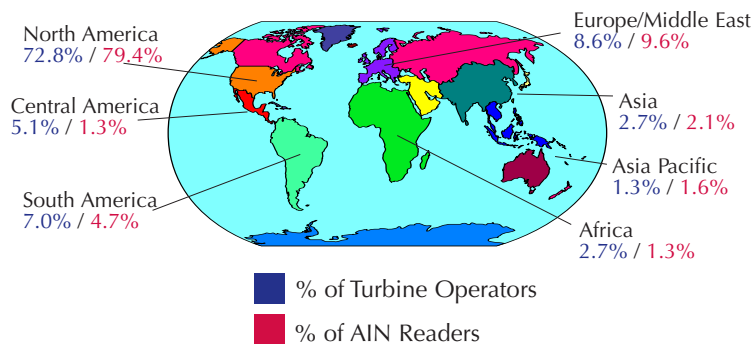 North America
72.8% / 79.4%
Central America
5.1% / 1.3%
South America
7.0% / 4.7%
Europe/Middle East
8.6% / 9.6%
Asia
2.7% / 2.1%
Asia Pacific
1.3% / 1.6%
Africa
2.7% / 1.3%
% of Turbine Operators
% of AIN Readers